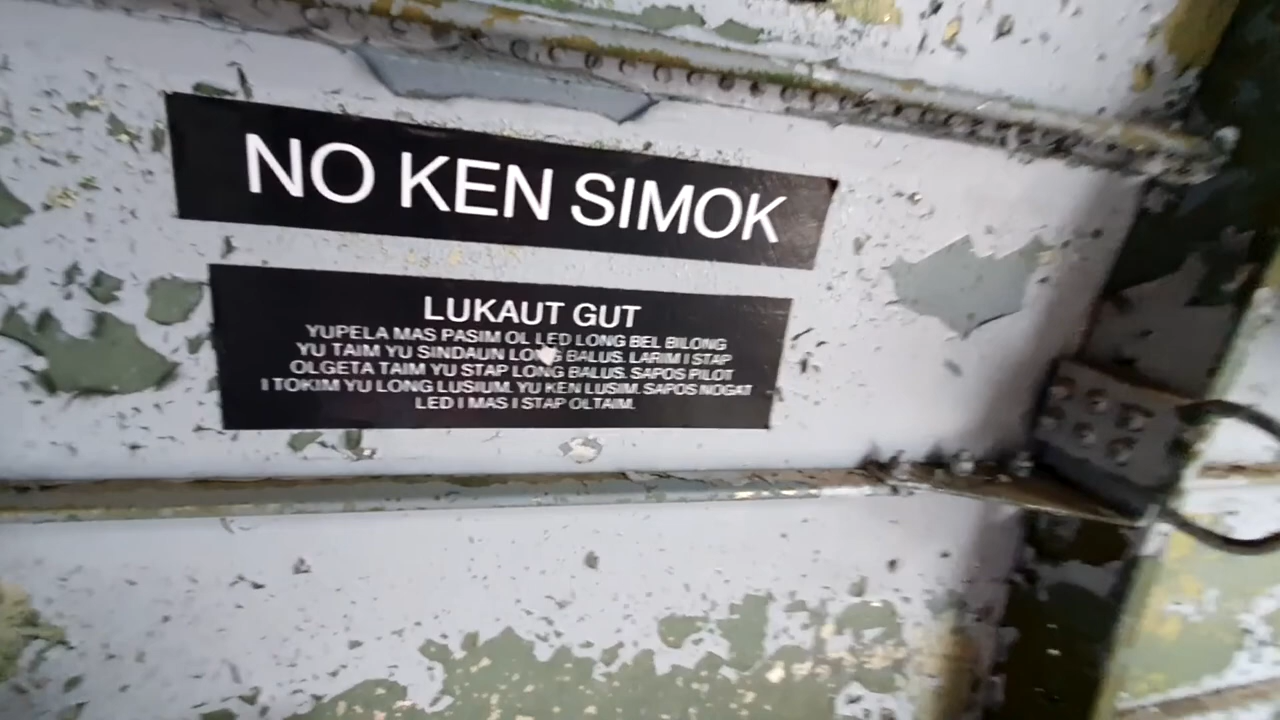 NO KEN SIMOK
LUKAUT GUT
YUPELA MAS PASIM OL LED LONG BEL BILONG
YU TAIM YU SINDAUN LONG BALUS. LARIM I STAP
OLGETA TAIM YU STAP LONG BALUS. SAPOS PILOT
I TOKIM YU LONG LUSIUM. YU KEN LUSIM. SAPOS NOGAT
LED I MAS I STAP OLTAIM.